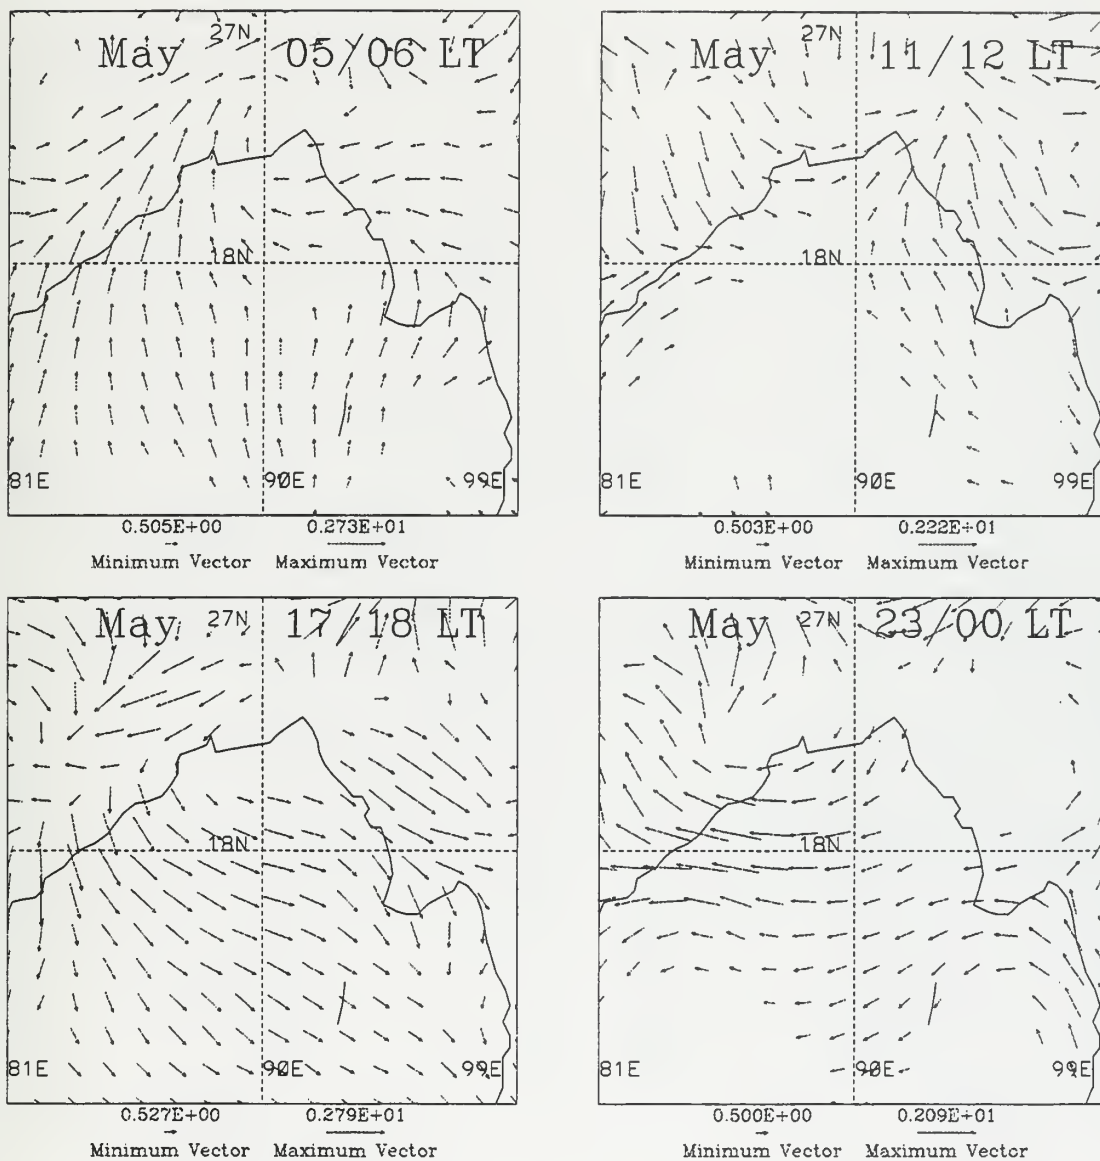 May 27N 05/06 LT
18N
81E 90E 99E
0.505E+00 0.273E+01
Minimum Vector Maximum Vector
May 27N 11/12 LT
18N
81E 90E 99E
0.503E+00 0.222E+01
Minimum Vector Maximum Vector
May 27N 17/18 LT
18N
81E 90E 99E
0.527E+00 0.279E+01
Minimum Vector Maximum Vector
May 27N 23/00 LT
18N
81E 90E 99E
0.500E+00 0.209E+01
Minimum Vector Maximum Vector